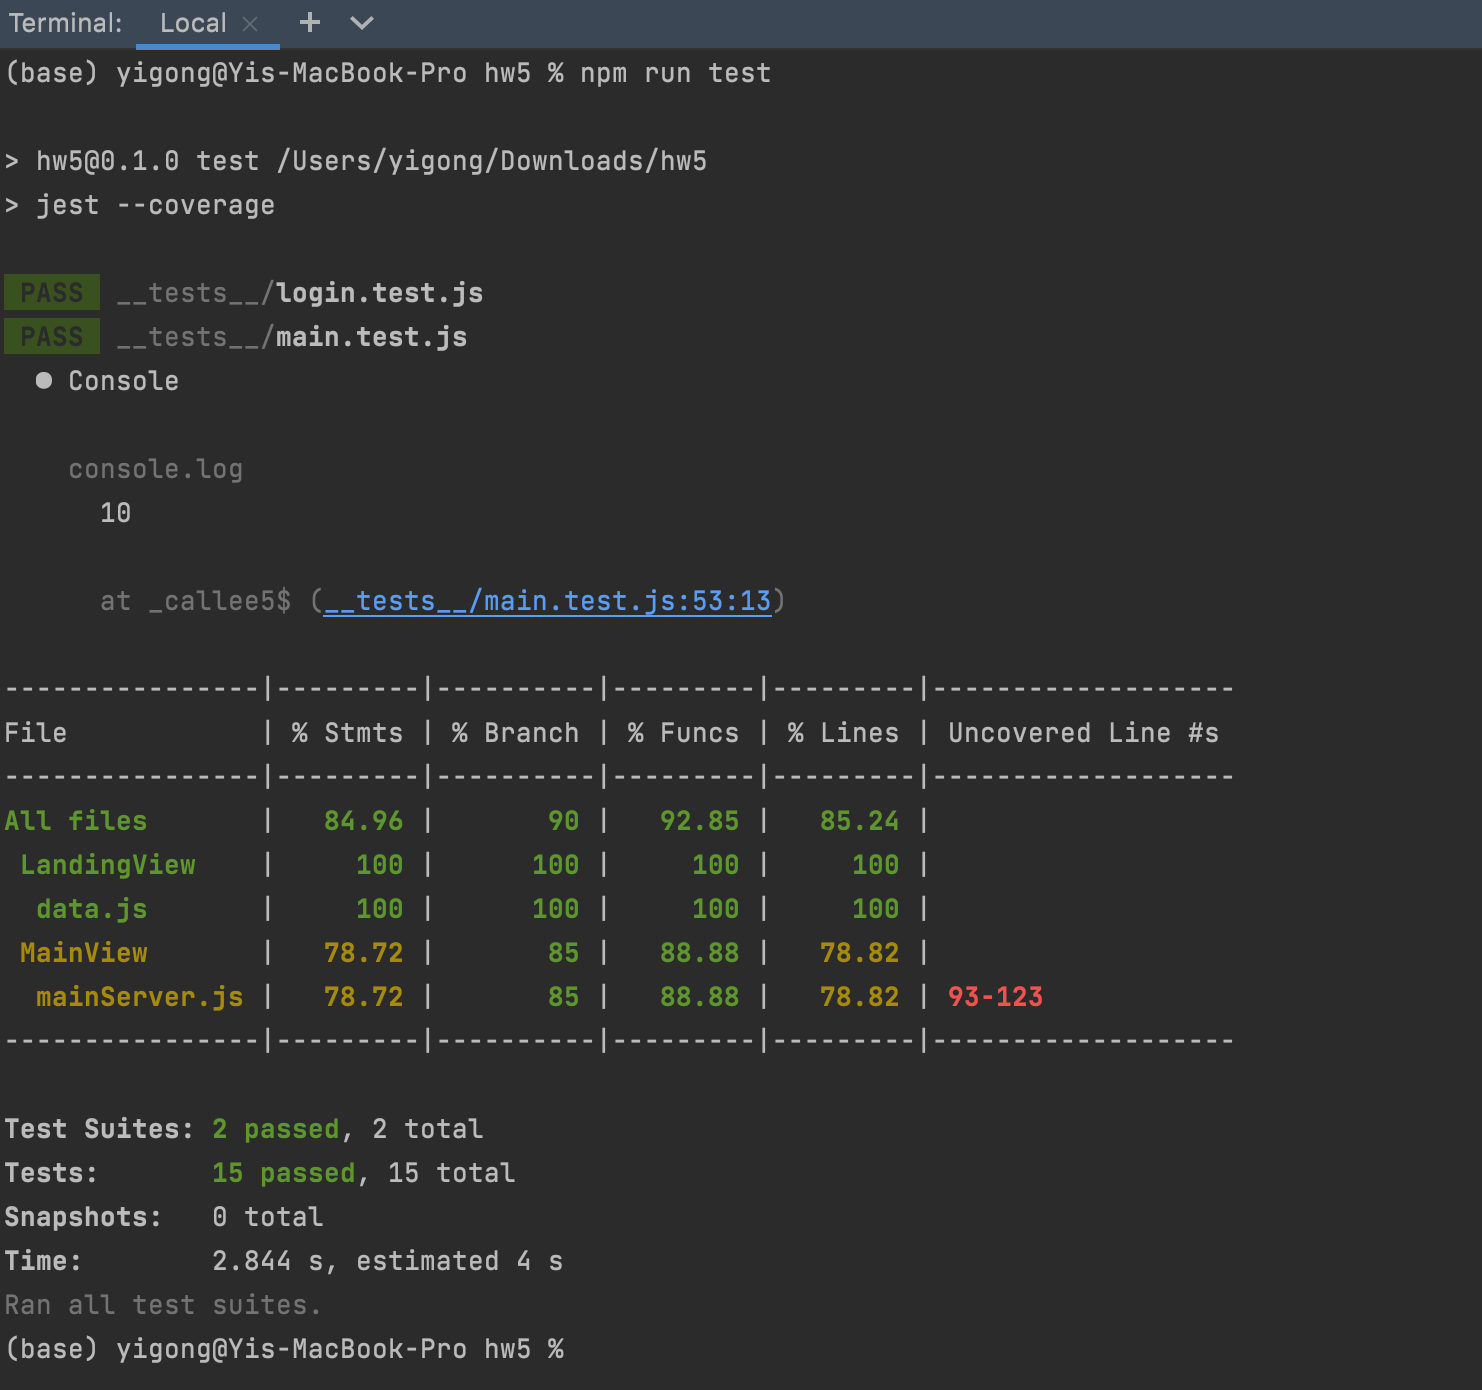 Terminal: Local × + ⌄
(base) yigong@Yis-MacBook-Pro hw5 % npm run test
> hw5@0.1.0 test /Users/yigong/Downloads/hw5
> jest --coverage
PASS __tests__/login.test.js
PASS __tests__/main.test.js
● Console
console.log
10
at _callee5$ (__tests__/main.test.js:53:13)
----------------|---------|----------|---------|---------|-------------------
File            | % Stmts | % Branch | % Funcs | % Lines | Uncovered Line #s
----------------|---------|----------|---------|---------|-------------------
All files       |   84.96 |       90 |   92.85 |   85.24 |
 LandingView    |     100 |      100 |     100 |     100 |
  data.js       |     100 |      100 |     100 |     100 |
 MainView       |   78.72 |       85 |   88.88 |   78.82 |
  mainServer.js |   78.72 |       85 |   88.88 |   78.82 | 93-123
----------------|---------|----------|---------|---------|-------------------
Test Suites: 2 passed, 2 total
Tests:       15 passed, 15 total
Snapshots:   0 total
Time:        2.844 s, estimated 4 s
Ran all test suites.
(base) yigong@Yis-MacBook-Pro hw5 %